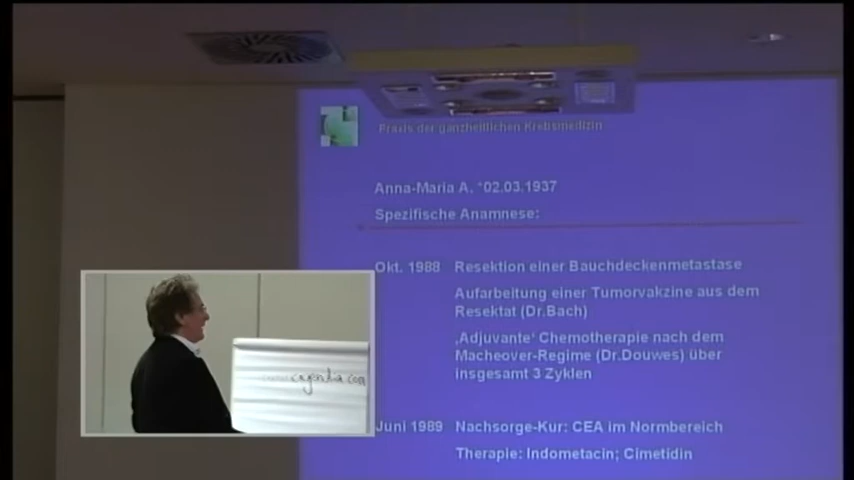 Praxis der ganzheitlichen Krebsmedizin
Anna-Maria A. *02.03.1937
Spezifische Anamnese:
Okt. 1988 Resektion einer Bauchdeckenmetastase
Aufarbeitung einer Tumorvakzine aus dem
Resektat (Dr.Bach)
‚Adjuvante‘ Chemotherapie nach dem
Macheover-Regime (Dr.Douwes) über
insgesamt 3 Zyklen
Juni 1989 Nachsorge-Kur: CEA im Normbereich
Therapie: Indometacin; Cimetidin